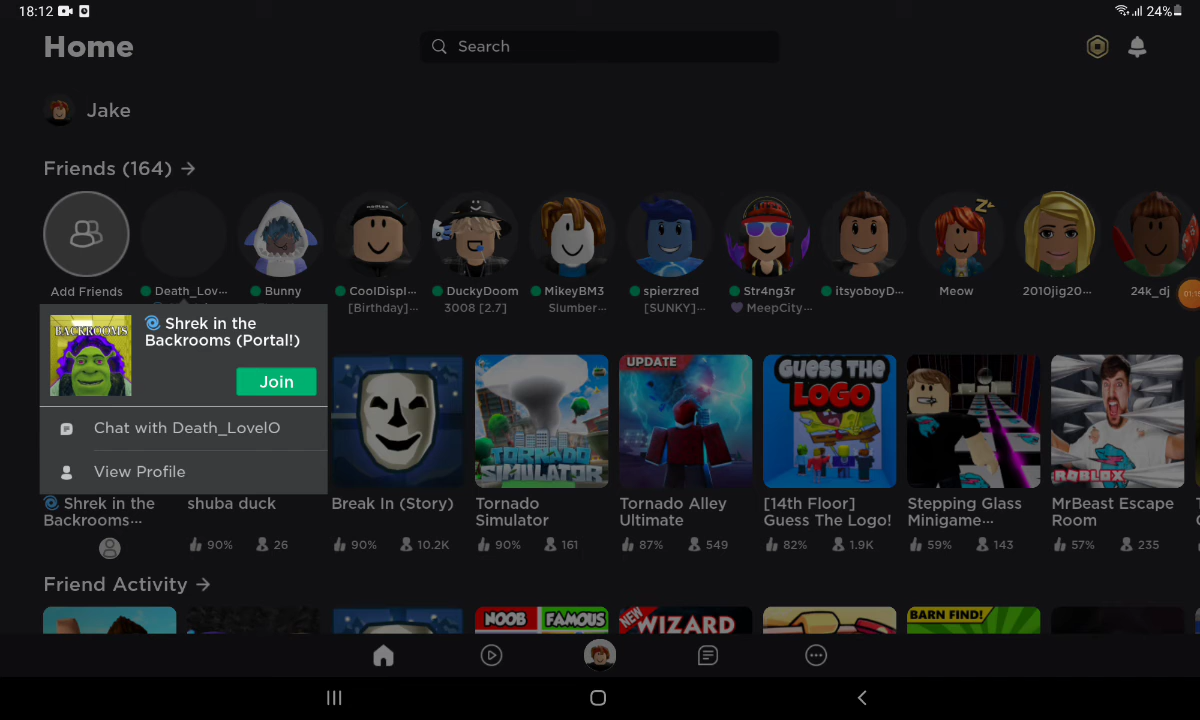 18:12
24%
Home
Search
Jake
Friends (164)
Add Friends
Death_Lov...
Bunny
CoolDispl...
DuckyDoom
MikeyBM3
spierzred
Str4ng3r
itsyoboyD...
Meow
2010jig20...
24k_dj
[Birthday]...
3008 [2.7]
Slumber...
[SUNKY]...
MeepCity...
01:18
BACKROOMS
Shrek in the
Backrooms (Portal!)
Join
Chat with Death_LoveIO
View Profile
TORNADO
SIMULATOR
UPDATE
GUESS THE
LOGO
ROBLOX
Shrek in the
Backrooms...
shuba duck
90%
26
Break In (Story)
90%
10.2K
Tornado
Simulator
90%
161
Tornado Alley
Ultimate
87%
549
[14th Floor]
Guess The Logo!
82%
1.9K
Stepping Glass
Minigame...
59%
143
MrBeast Escape
Room
57%
235
Friend Activity
NOOB
FAMOUS
NEW
WIZARD
BARN FIND!